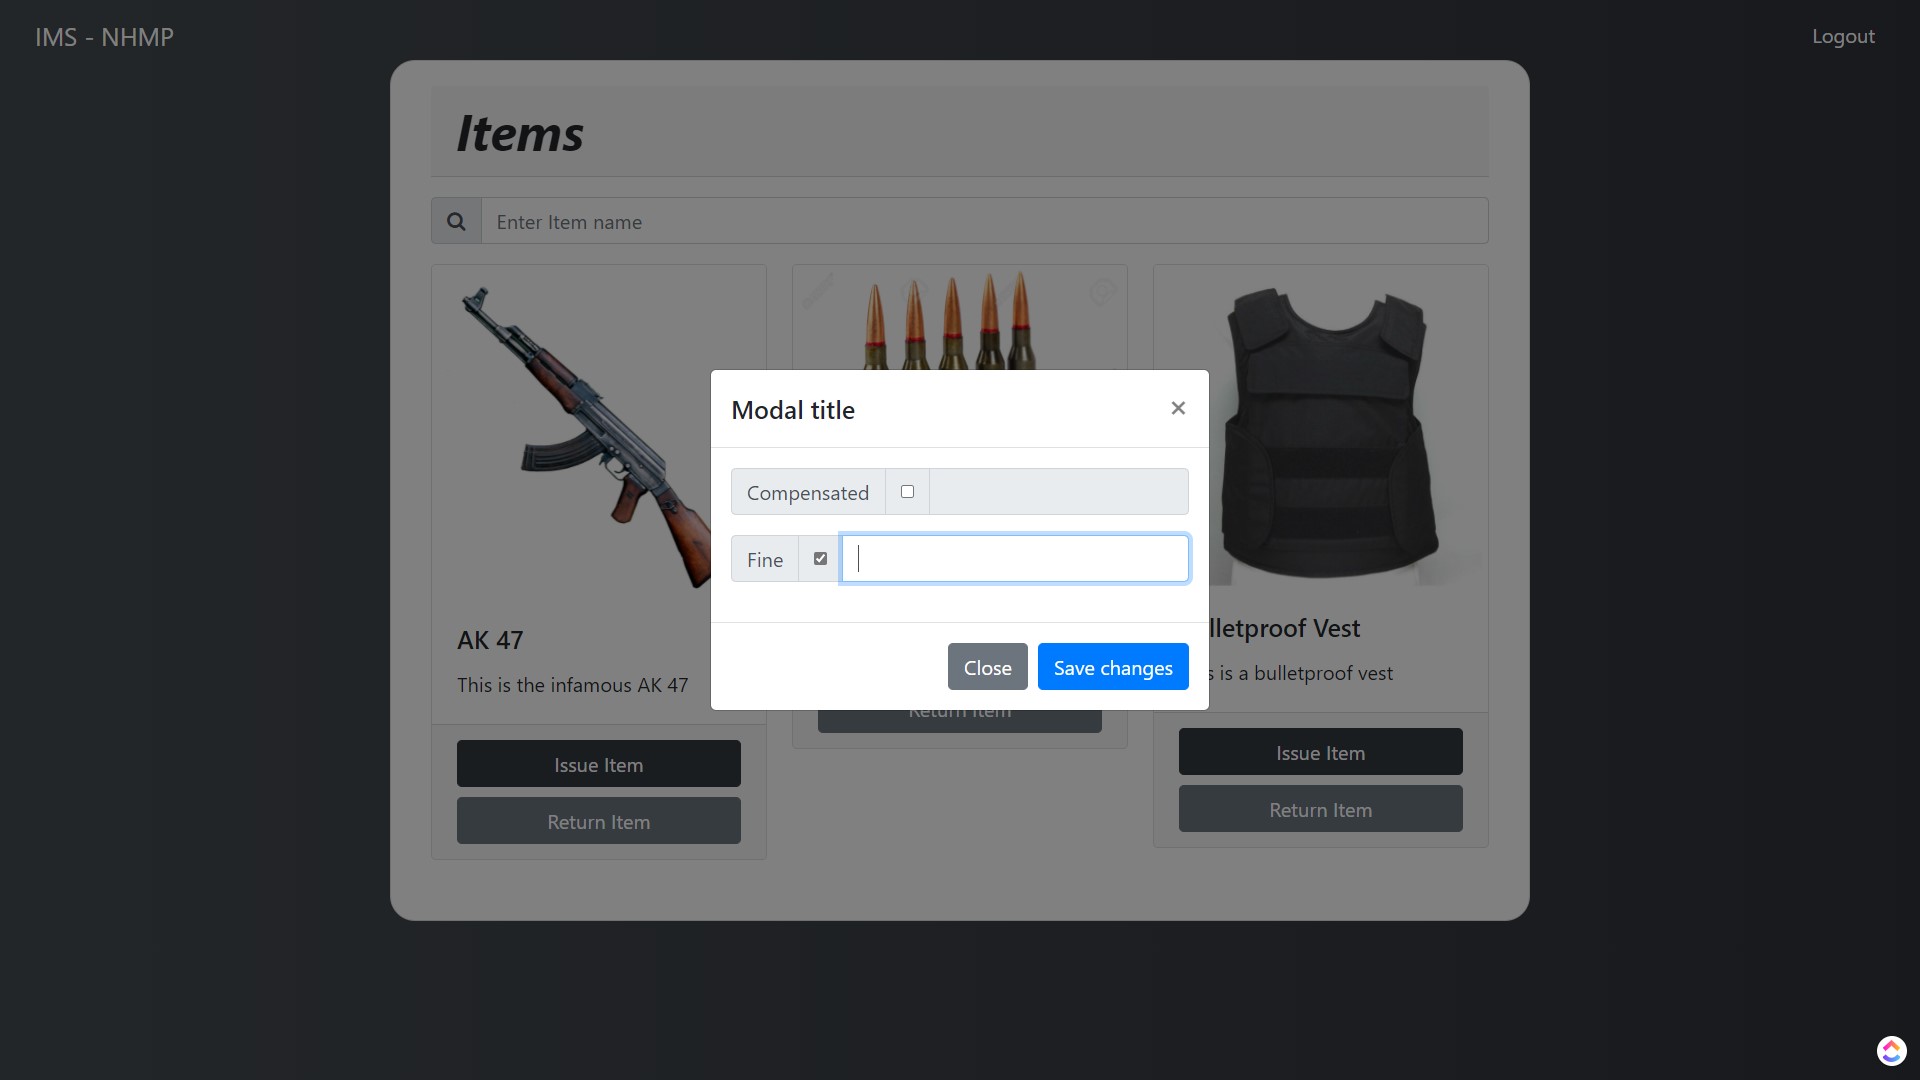 IMS - NHMP
Logout
Items
Enter Item name
Modal title
×
Compensated
Fine
Close
Save changes
AK 47
This is the infamous AK 47
Issue Item
Return Item
Return Item
lletproof Vest
s is a bulletproof vest
Issue Item
Return Item